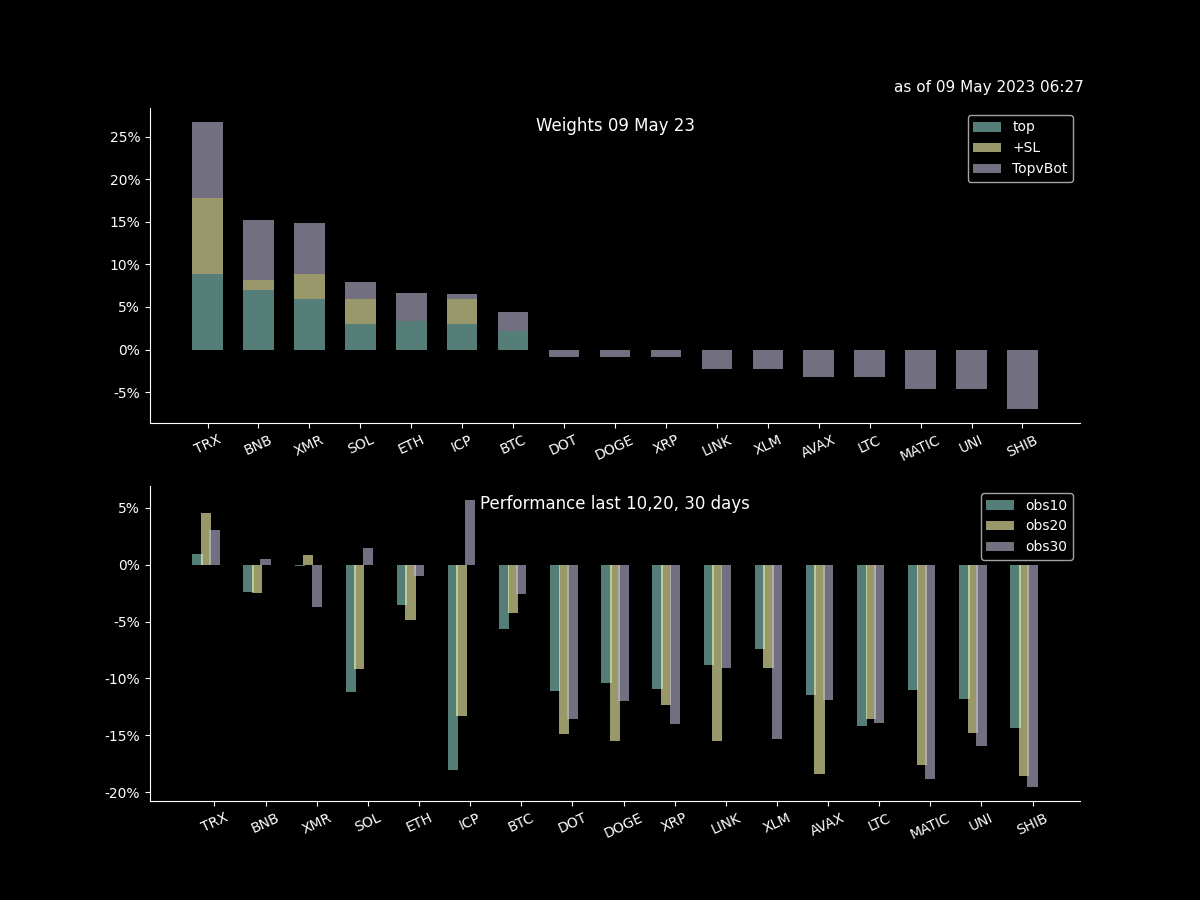 as of 09 May 2023 06:27
Weights 09 May 23
top
+SL
TopvBot
25%
20%
15%
10%
5%
0%
-5%
TRX BNB XMR SOL ETH ICP BTC DOT DOGE XRP LINK XLM AVAX LTC MATIC UNI SHIB
Performance last 10,20, 30 days
obs10
obs20
obs30
5%
0%
-5%
-10%
-15%
-20%
TRX BNB XMR SOL ETH ICP BTC DOT DOGE XRP LINK XLM AVAX LTC MATIC UNI SHIB